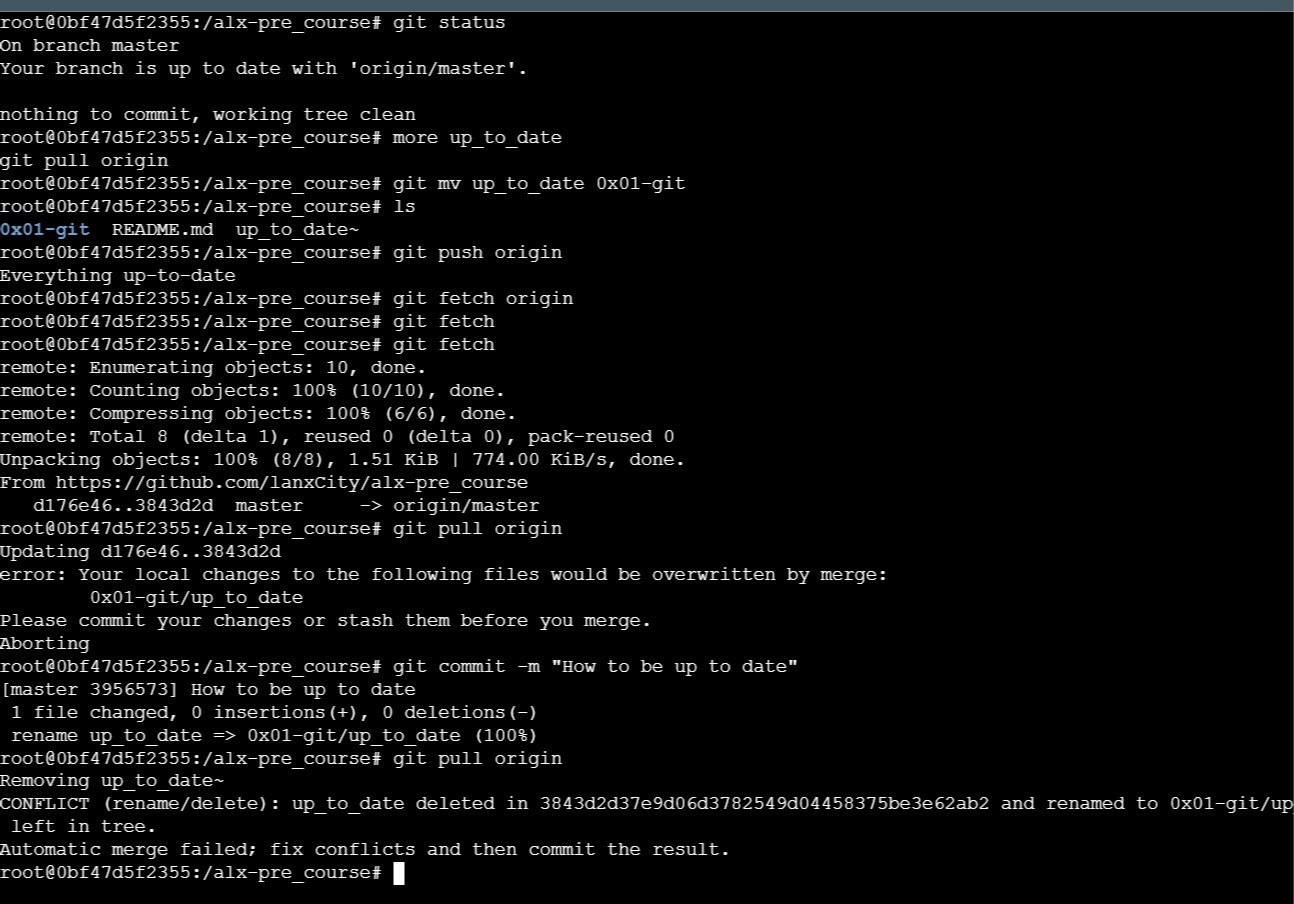 root@0bf47d5f2355:/alx-pre_course# git status
On branch master
Your branch is up to date with 'origin/master'.

nothing to commit, working tree clean
root@0bf47d5f2355:/alx-pre_course# more up_to_date
git pull origin
root@0bf47d5f2355:/alx-pre_course# git mv up_to_date 0x01-git
root@0bf47d5f2355:/alx-pre_course# ls
0x01-git  README.md  up_to_date~
root@0bf47d5f2355:/alx-pre_course# git push origin
Everything up-to-date
root@0bf47d5f2355:/alx-pre_course# git fetch origin
root@0bf47d5f2355:/alx-pre_course# git fetch
root@0bf47d5f2355:/alx-pre_course# git fetch
remote: Enumerating objects: 10, done.
remote: Counting objects: 100% (10/10), done.
remote: Compressing objects: 100% (6/6), done.
remote: Total 8 (delta 1), reused 0 (delta 0), pack-reused 0
Unpacking objects: 100% (8/8), 1.51 KiB | 774.00 KiB/s, done.
From https://github.com/lanxCity/alx-pre_course
   d176e46..3843d2d  master     -> origin/master
root@0bf47d5f2355:/alx-pre_course# git pull origin
Updating d176e46..3843d2d
error: Your local changes to the following files would be overwritten by merge:
        0x01-git/up_to_date
Please commit your changes or stash them before you merge.
Aborting
root@0bf47d5f2355:/alx-pre_course# git commit -m "How to be up to date"
[master 3956573] How to be up to date
 1 file changed, 0 insertions(+), 0 deletions(-)
 rename up_to_date => 0x01-git/up_to_date (100%)
root@0bf47d5f2355:/alx-pre_course# git pull origin
Removing up_to_date~
CONFLICT (rename/delete): up_to_date deleted in 3843d2d37e9d06d3782549d04458375be3e62ab2 and renamed to 0x01-git/up
 left in tree.
Automatic merge failed; fix conflicts and then commit the result.
root@0bf47d5f2355:/alx-pre_course#